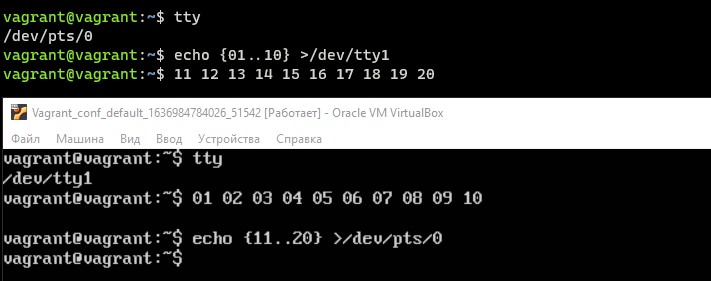 vagrant@vagrant:~$ tty
/dev/pts/0
vagrant@vagrant:~$ echo {01..10} >/dev/tty1
vagrant@vagrant:~$ 11 12 13 14 15 16 17 18 19 20
Vagrant_conf_default_1636984784026_51542 [Работает] - Oracle VM VirtualBox
Файл Машина Вид Ввод Устройства Справка
vagrant@vagrant:~$ tty
/dev/tty1
vagrant@vagrant:~$ 01 02 03 04 05 06 07 08 09 10
vagrant@vagrant:~$ echo {11..20} >/dev/pts/0
vagrant@vagrant:~$